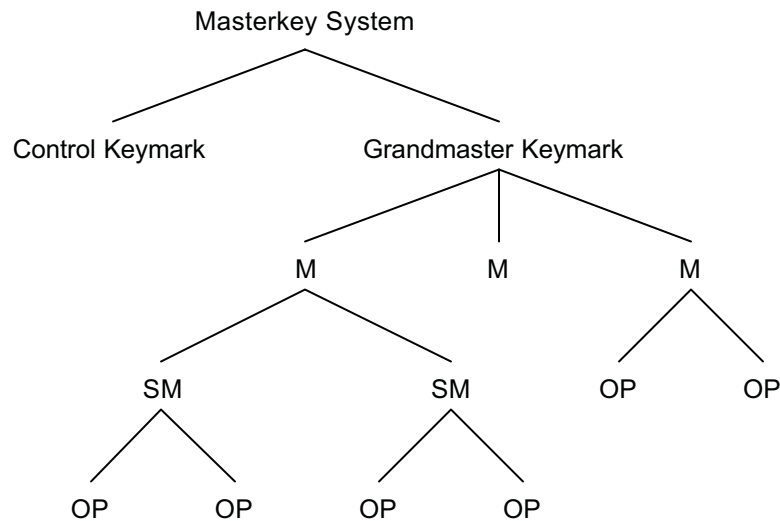 Masterkey System
Control Keymark Grandmaster Keymark
M M M
SM SM OP OP
OP OP OP OP